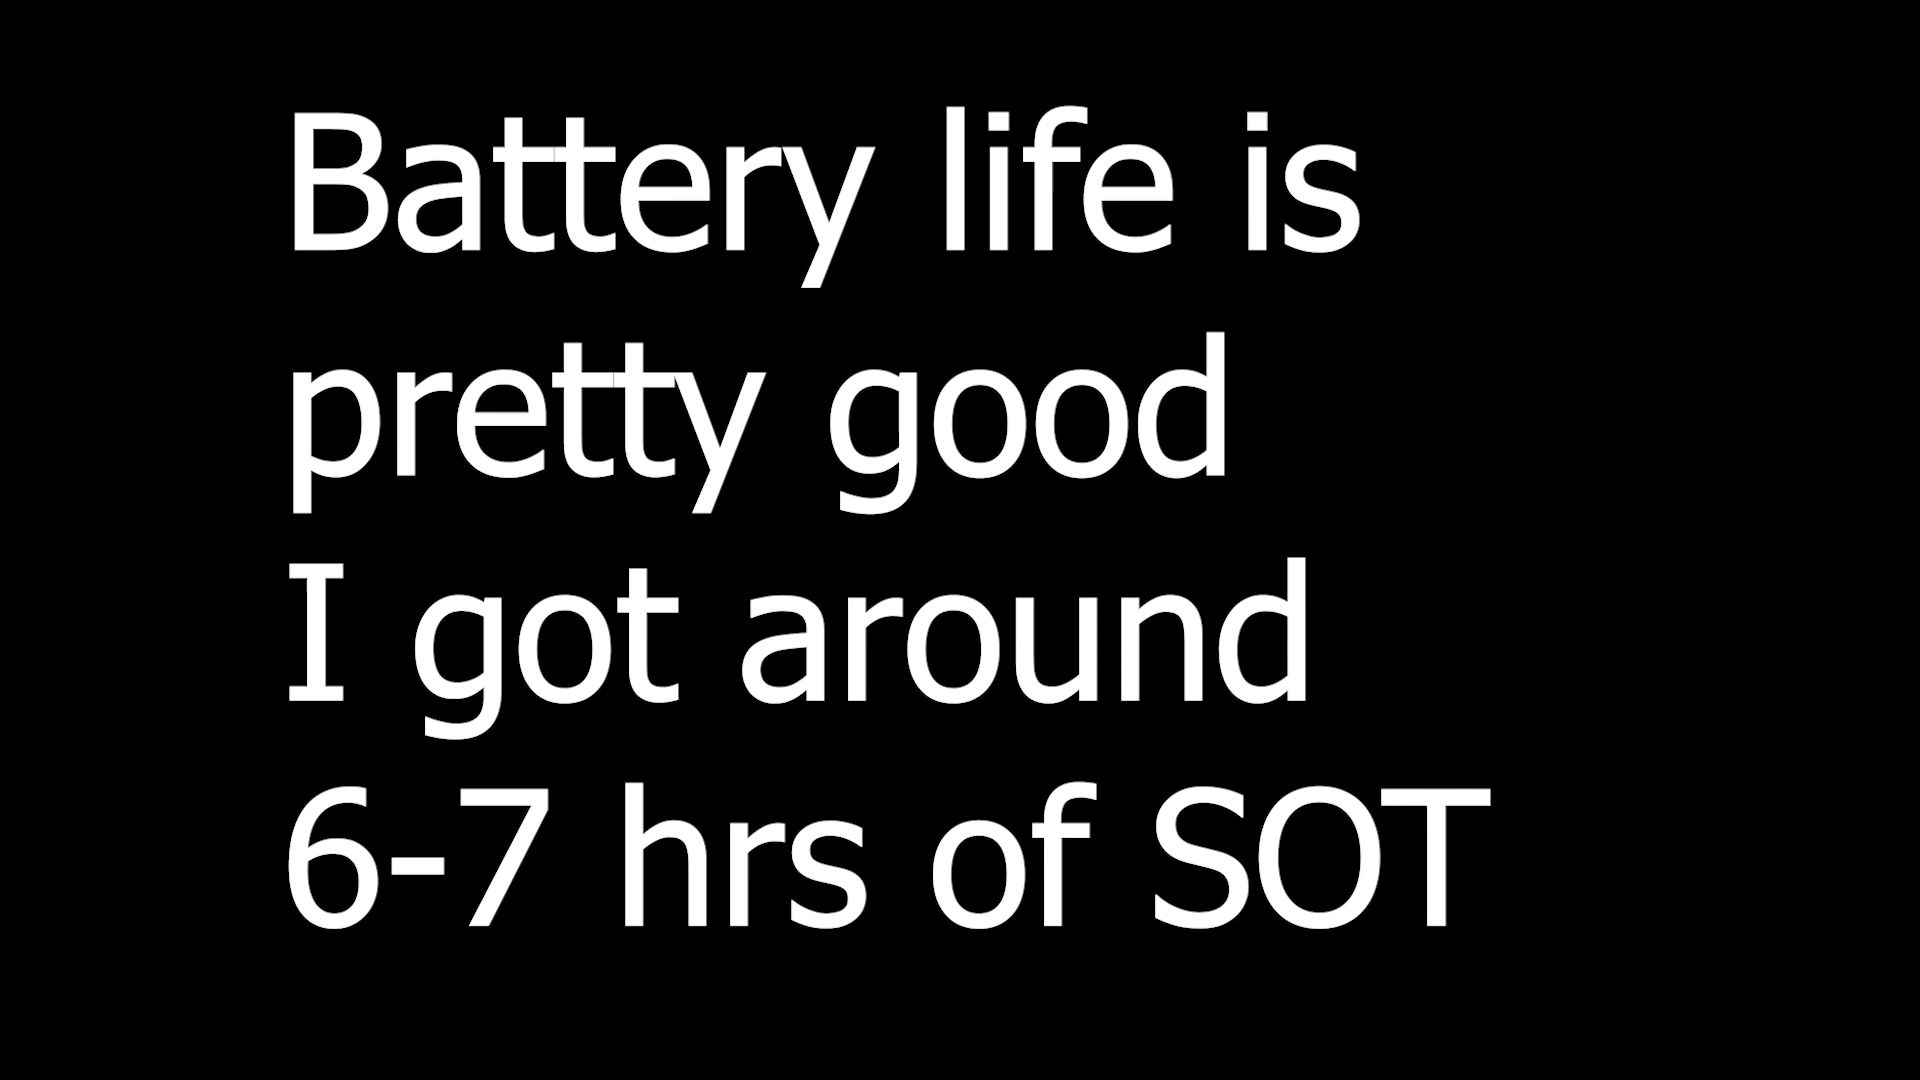 Battery life is
pretty good
I got around
6-7 hrs of SOT